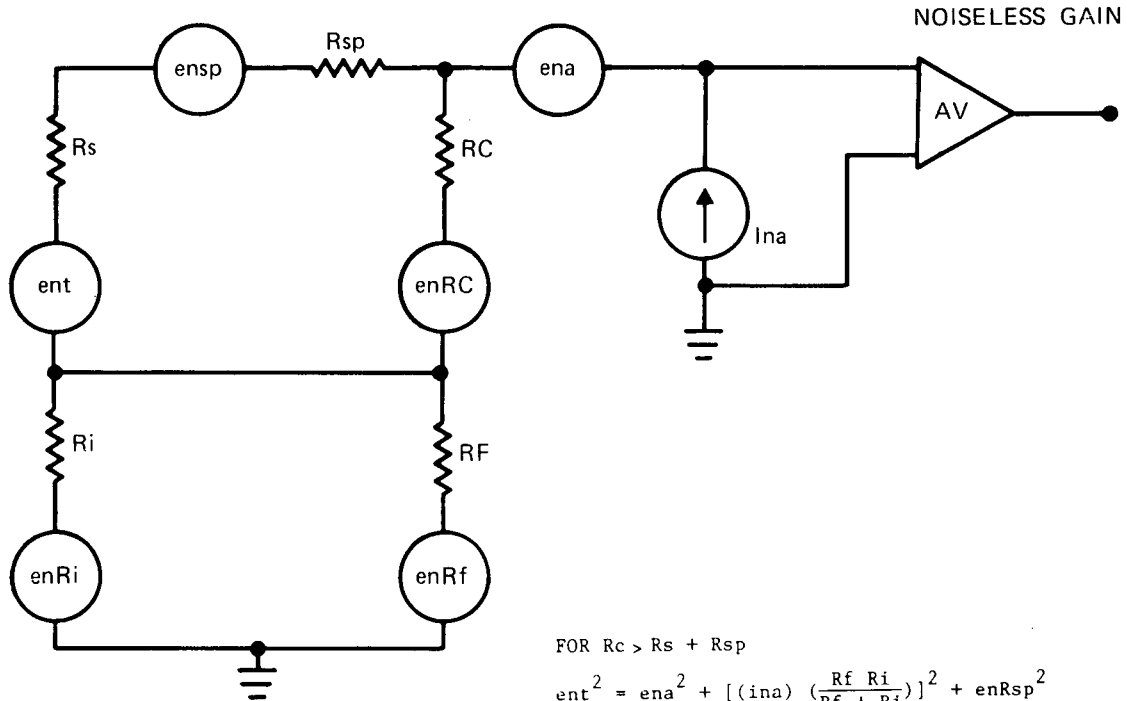 NOISELESS GAIN
ensp
Rsp
ena
Rs
RC
AV
Ina
ent
enRC
Ri
RF
enRi
enRf
FOR Rc > Rs + Rsp
ent² = ena² + [(ina) (Rf Ri / Rf + Ri)]² + enRsp²